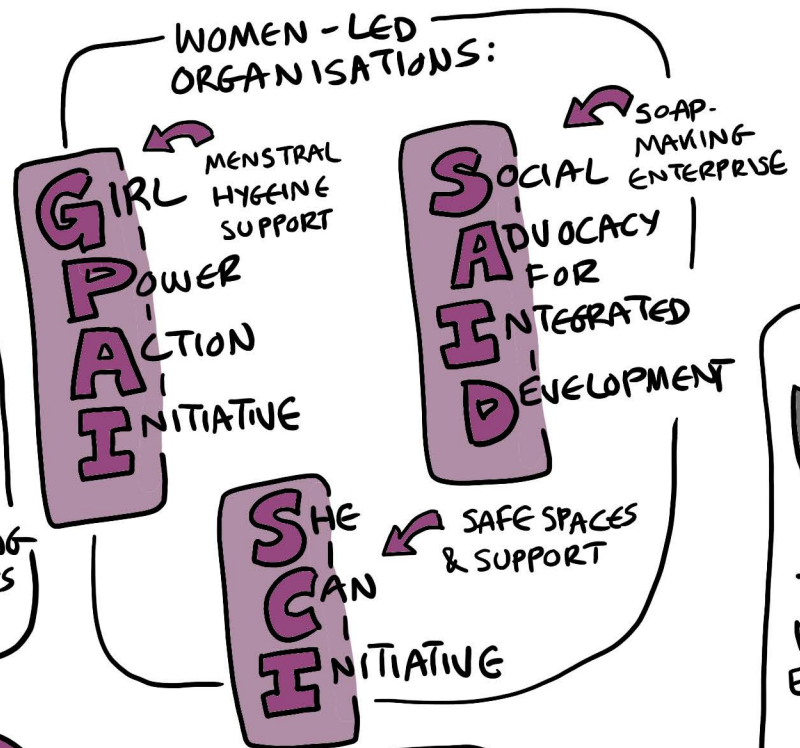 WOMEN-LED
ORGANISATIONS:
GIRL
POWER
ACTION
INITIATIVE
MENSTRAL
HYGEINE
SUPPORT
SOCIAL
ADVOCACY
FOR
INTEGRATED
DEVELOPMENT
SOAP-
MAKING
ENTERPRISE
SHE
CAN
INITIATIVE
SAFE SPACES
& SUPPORT